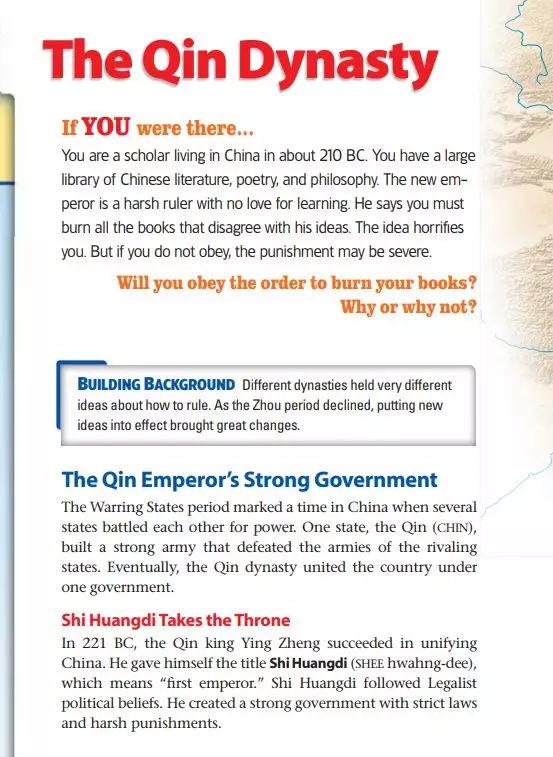 The Qin Dynasty
If YOU were there...
You are a scholar living in China in about 210 BC. You have a large
library of Chinese literature, poetry, and philosophy. The new em-
peror is a harsh ruler with no love for learning. He says you must
burn all the books that disagree with his ideas. The idea horrifies
you. But if you do not obey, the punishment may be severe.
Will you obey the order to burn your books?
Why or why not?
BUILDING BACKGROUND Different dynasties held very different
ideas about how to rule. As the Zhou period declined, putting new
ideas into effect brought great changes.
The Qin Emperor's Strong Government
The Warring States period marked a time in China when several
states battled each other for power. One state, the Qin (CHIN),
built a strong army that defeated the armies of the rivaling
states. Eventually, the Qin dynasty united the country under
one government.
Shi Huangdi Takes the Throne
In 221 BC, the Qin king Ying Zheng succeeded in unifying
China. He gave himself the title Shi Huangdi (SHEE hwahng-dee),
which means “first emperor.” Shi Huangdi followed Legalist
political beliefs. He created a strong government with strict laws
and harsh punishments.